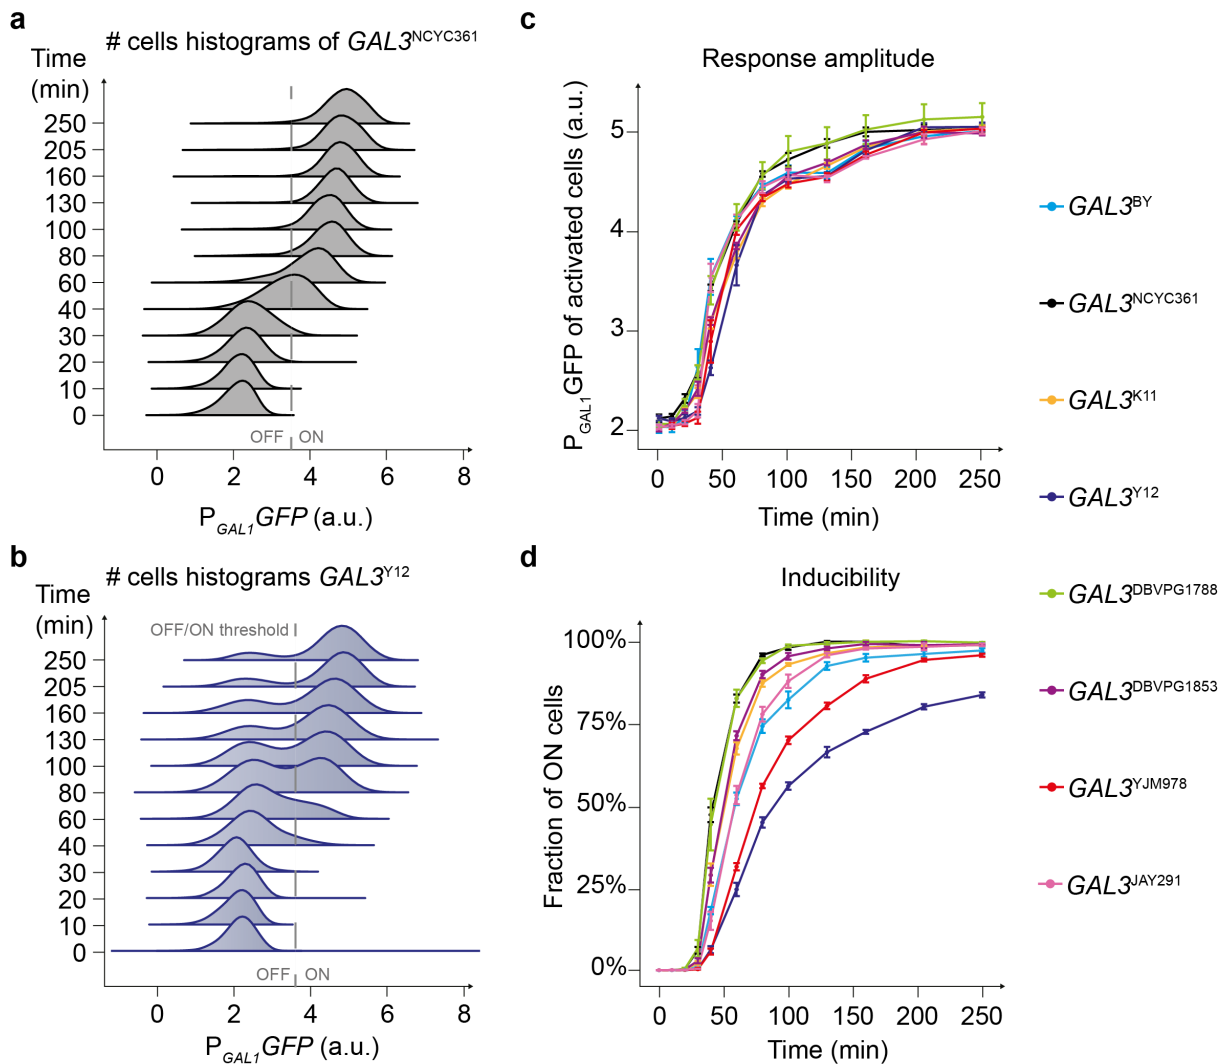 a
# cells histograms of GAL3NCYC361
Time
(min)
250
205
160
130
100
80
60
40
30
20
10
0
OFF ON
0 2 4 6 8
PGAL1GFP (a.u.)
b
# cells histograms GAL3Y12
Time
(min)
OFF/ON threshold
250
205
160
130
100
80
60
40
30
20
10
0
OFF ON
0 2 4 6 8
PGAL1GFP (a.u.)
c
Response amplitude
PGAL1GFP of activated cells (a.u.)
5
4
3
2
0 50 100 150 200 250
Time (min)
d
Inducibility
Fraction of ON cells
100%
75%
50%
25%
0%
0 50 100 150 200 250
Time (min)
GAL3BY
GAL3NCYC361
GAL3K11
GAL3Y12
GAL3DBVPG1788
GAL3DBVPG1853
GAL3YJM978
GAL3JAY291